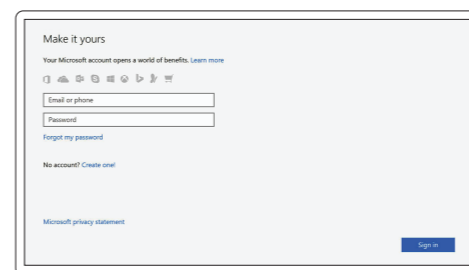 Make it yours
Your Microsoft account opens a world of benefits. Learn more
Email or phone
Password
Forgot my password
No account? Create one!
Microsoft privacy statement
Sign in